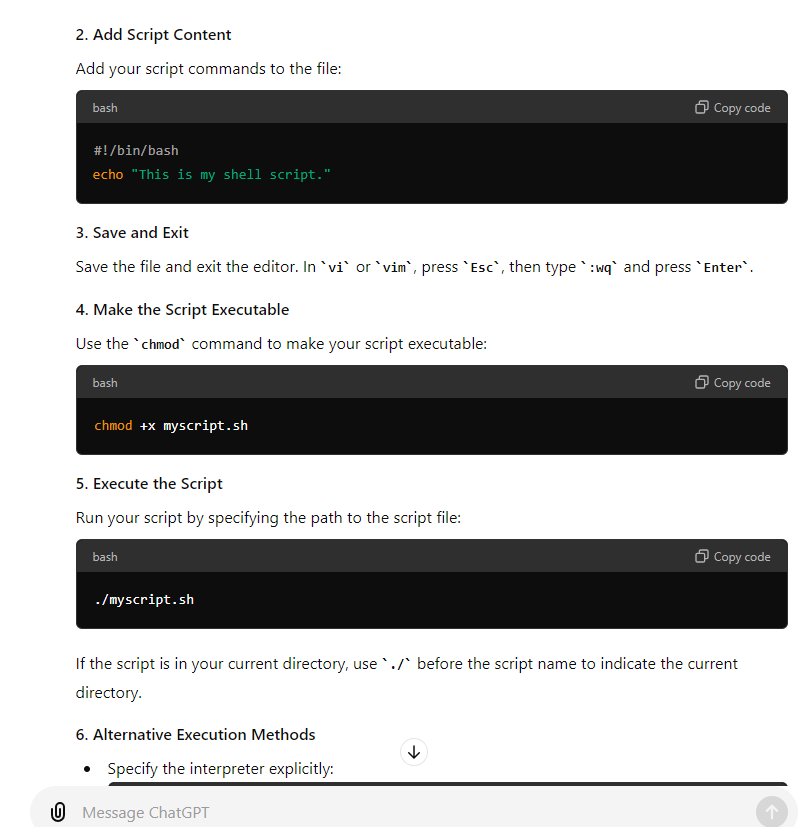 2. Add Script Content
Add your script commands to the file:
bash
Copy code
#!/bin/bash
echo "This is my shell script."
3. Save and Exit
Save the file and exit the editor. In `vi` or `vim`, press `Esc`, then type `:wq` and press `Enter`.
4. Make the Script Executable
Use the `chmod` command to make your script executable:
bash
Copy code
chmod +x myscript.sh
5. Execute the Script
Run your script by specifying the path to the script file:
bash
Copy code
./myscript.sh
If the script is in your current directory, use `./` before the script name to indicate the current
directory.
6. Alternative Execution Methods
• Specify the interpreter explicitly:
Message ChatGPT